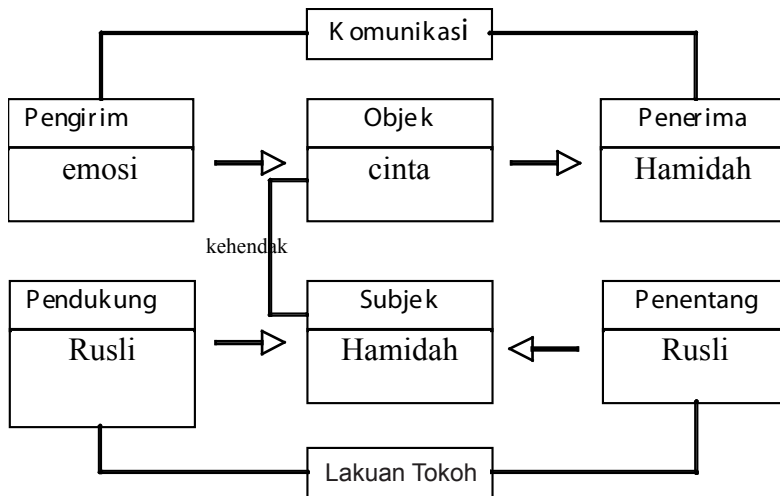 Komunikasi
Pengirim
Objek
Penerima
emosi
cinta
Hamidah
kehendak
Pendukung
Subjek
Penentang
Rusli
Hamidah
Rusli
Lakuan Tokoh